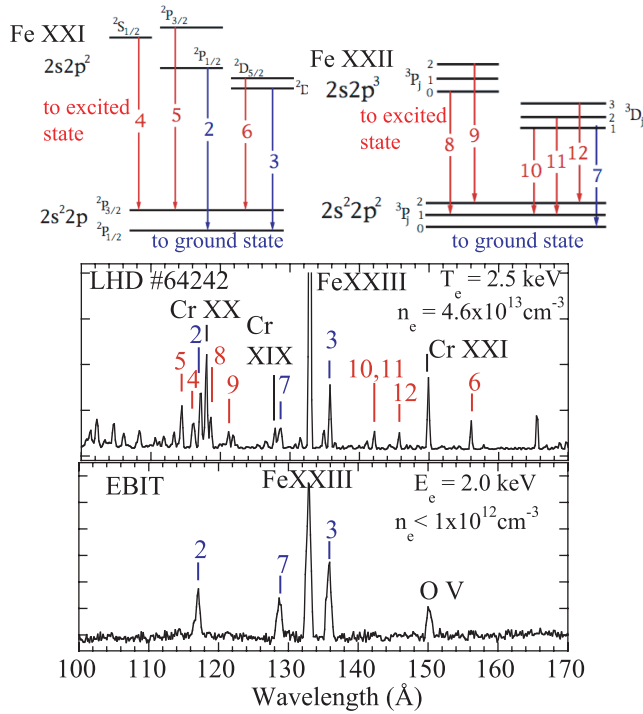 Fe XXI
²S₁/₂
²P₃/₂
2s2p²
²P₁/₂
²D₅/₂
²D
to excited
state
4
5
2
6
3
2s²2p
²P₃/₂
²P₁/₂
to ground state
Fe XXII
2s2p³
³Pⱼ
2
1
0
to excited
state
8
9
3
2
1
³Dⱼ
10
11
12
7
2s²2p²
³Pⱼ
2
1
0
to ground state
LHD #64242
FeXXIII
Tₑ = 2.5 keV
nₑ = 4.6x10¹³cm⁻³
Cr XX
Cr
XIX
Cr XXI
5
4
2
8
9
7
3
10,11
12
6
EBIT
FeXXIII
Eₑ = 2.0 keV
nₑ < 1x10¹²cm⁻³
2
7
3
O V
100 110 120 130 140 150 160 170
Wavelength (Å)